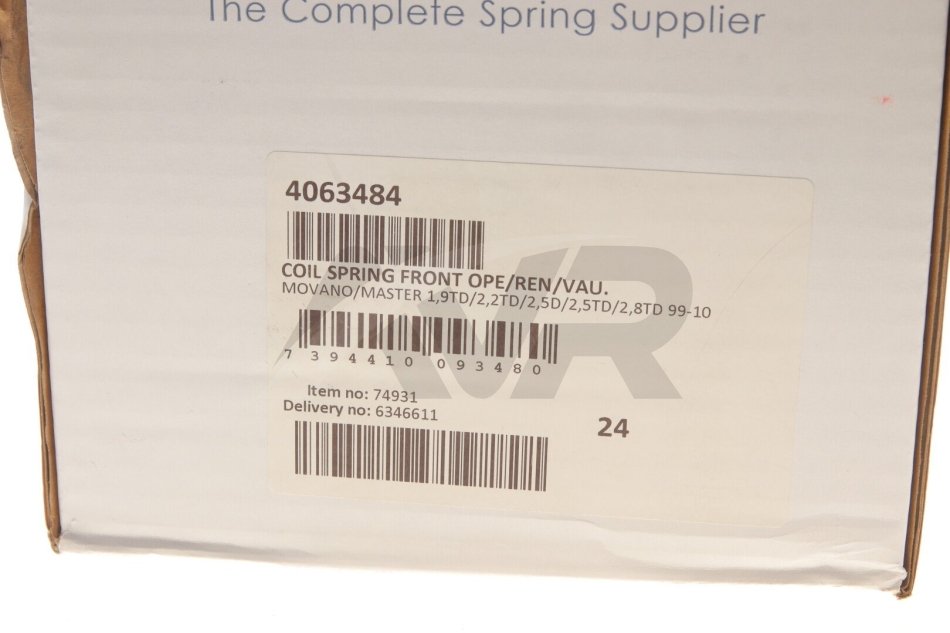 The Complete Spring Supplier
4063484
COIL SPRING FRONT OPE/REN/VAU.
MOVANO/MASTER 1,9TD/2,2TD/2,5D/2,5TD/2,8TD 99-10
7 394410 093480
Item no: 74931
Delivery no: 6346611
24